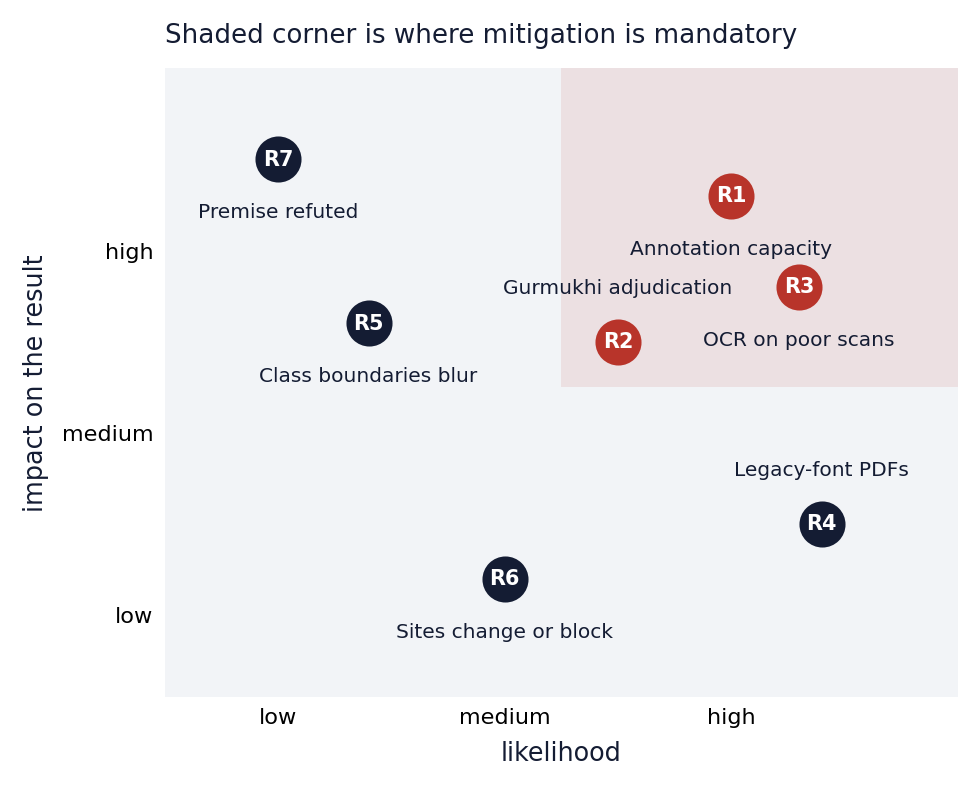 Shaded corner is where mitigation is mandatory
R7
Premise refuted
R1
Annotation capacity
high
Gurmukhi adjudication
R3
R5
R2
OCR on poor scans
Class boundaries blur
medium
Legacy-font PDFs
R4
R6
Sites change or block
low
low
medium
high
likelihood
impact on the result